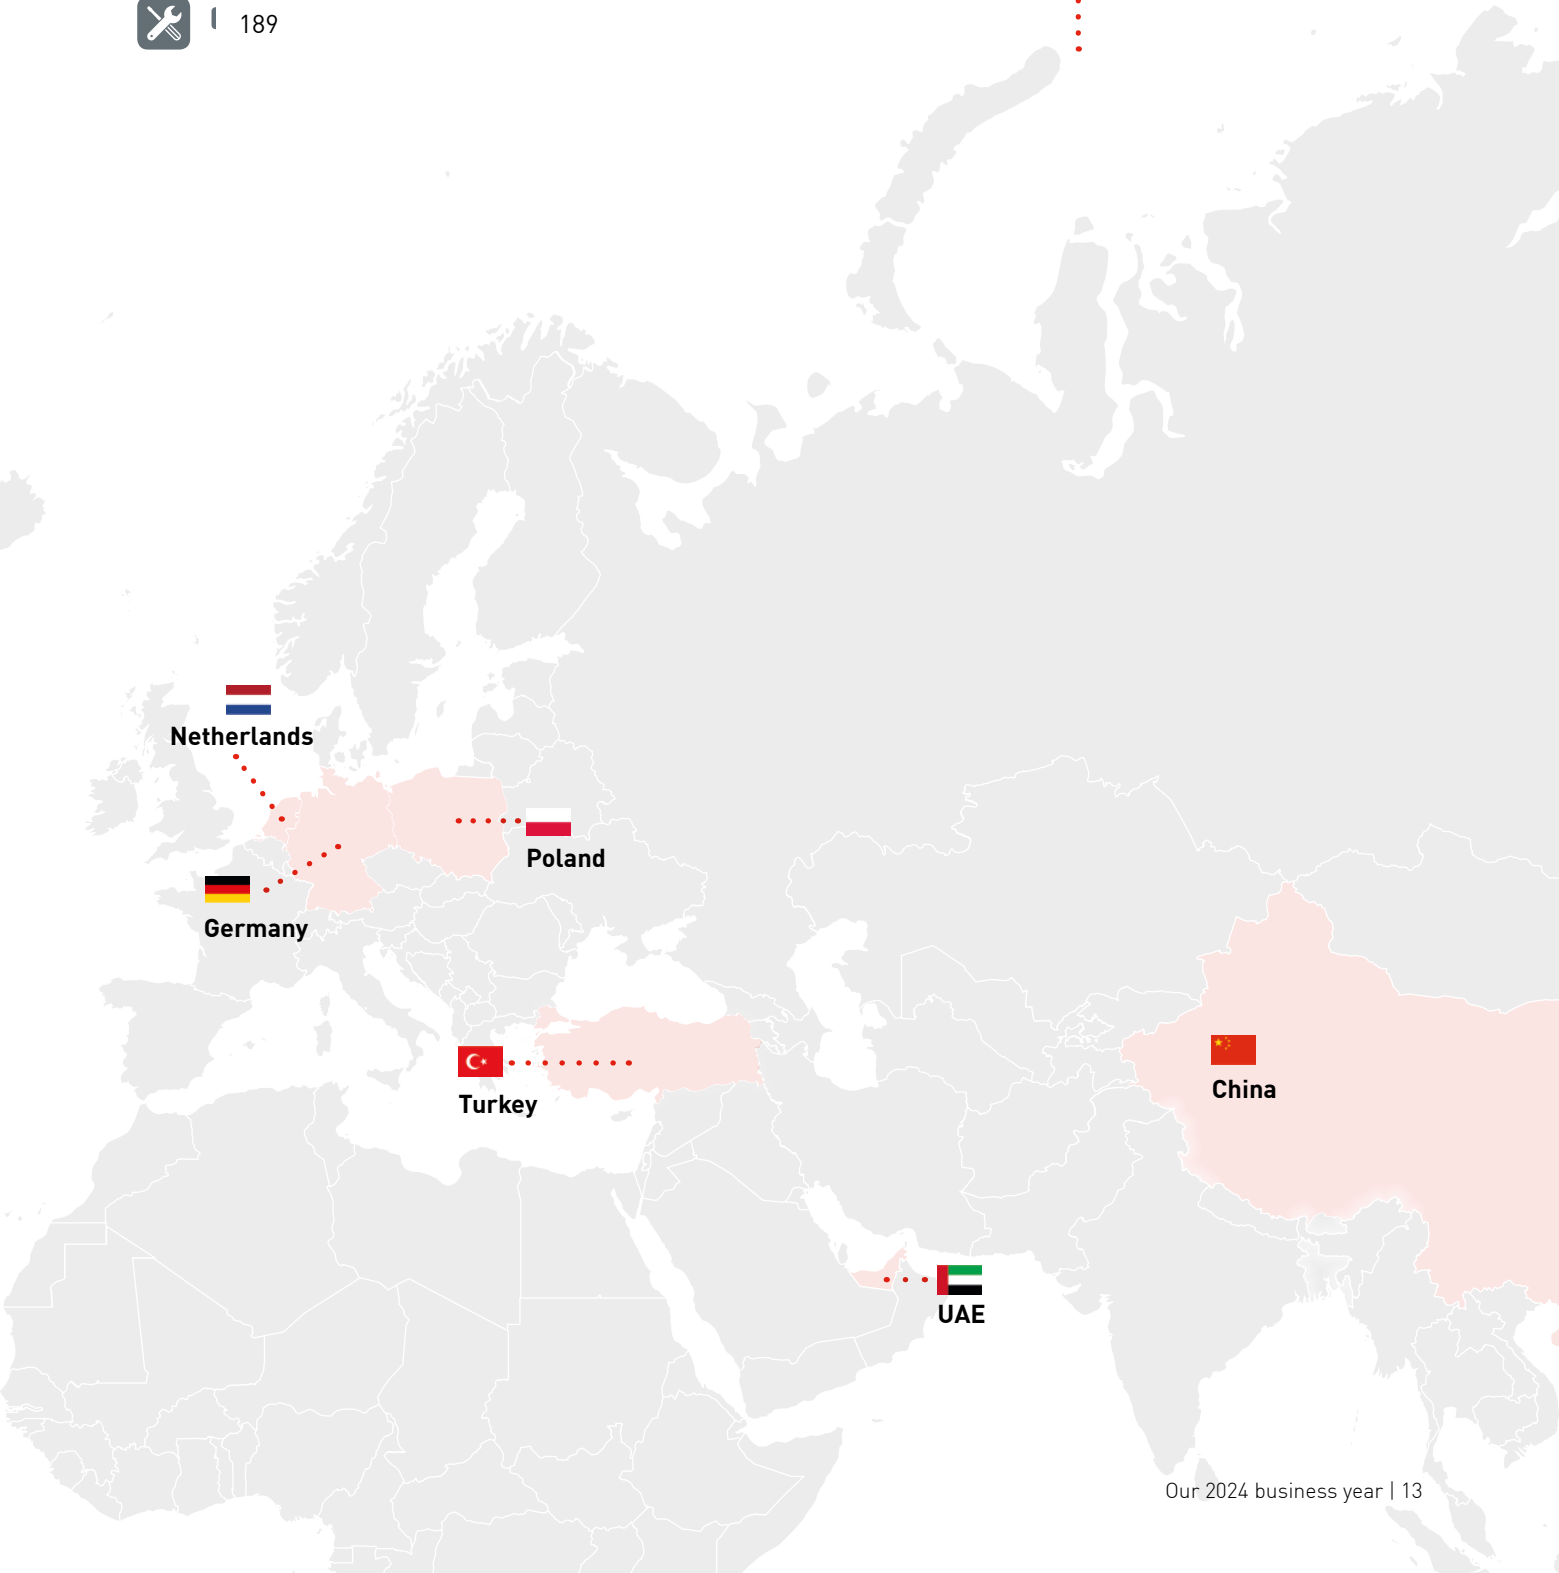 189
Netherlands
Poland
Germany
Turkey
China
UAE
Our 2024 business year | 13